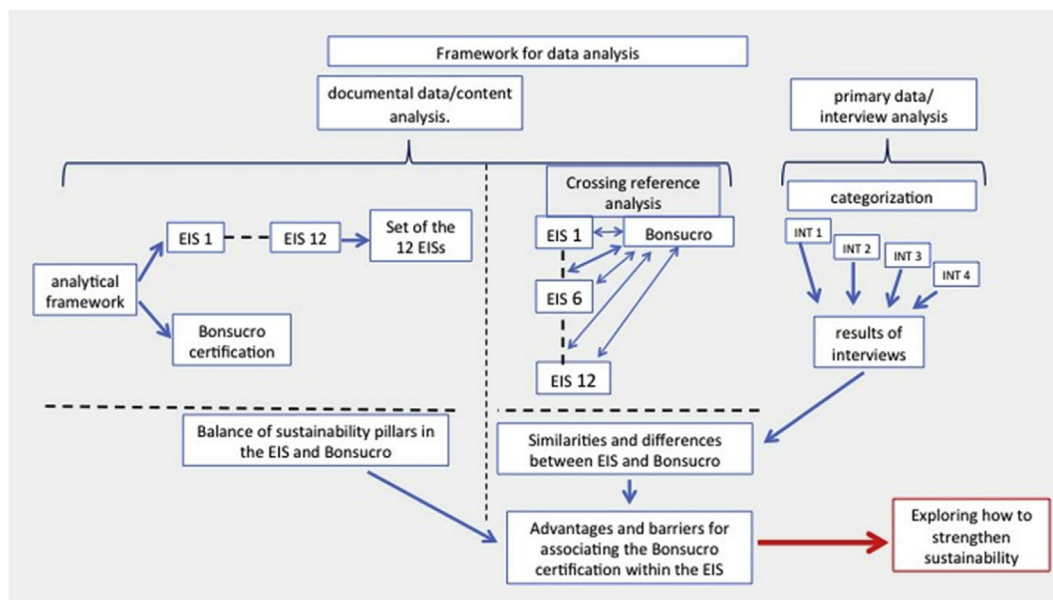 Framework for data analysis
documental data/content
analysis.
primary data/
interview analysis
Crossing reference
analysis
categorization
EIS 1
EIS 12
Set of the
12 EISs
analytical
framework
Bonsucro
certification
EIS 1
Bonsucro
EIS 6
EIS 12
INT 1
INT 2
INT 3
INT 4
results of
interviews
Balance of sustainability pillars in
the EIS and Bonsucro
Similarities and differences
between EIS and Bonsucro
Advantages and barriers for
associating the Bonsucro
certification within the EIS
Exploring how to
strengthen
sustainability